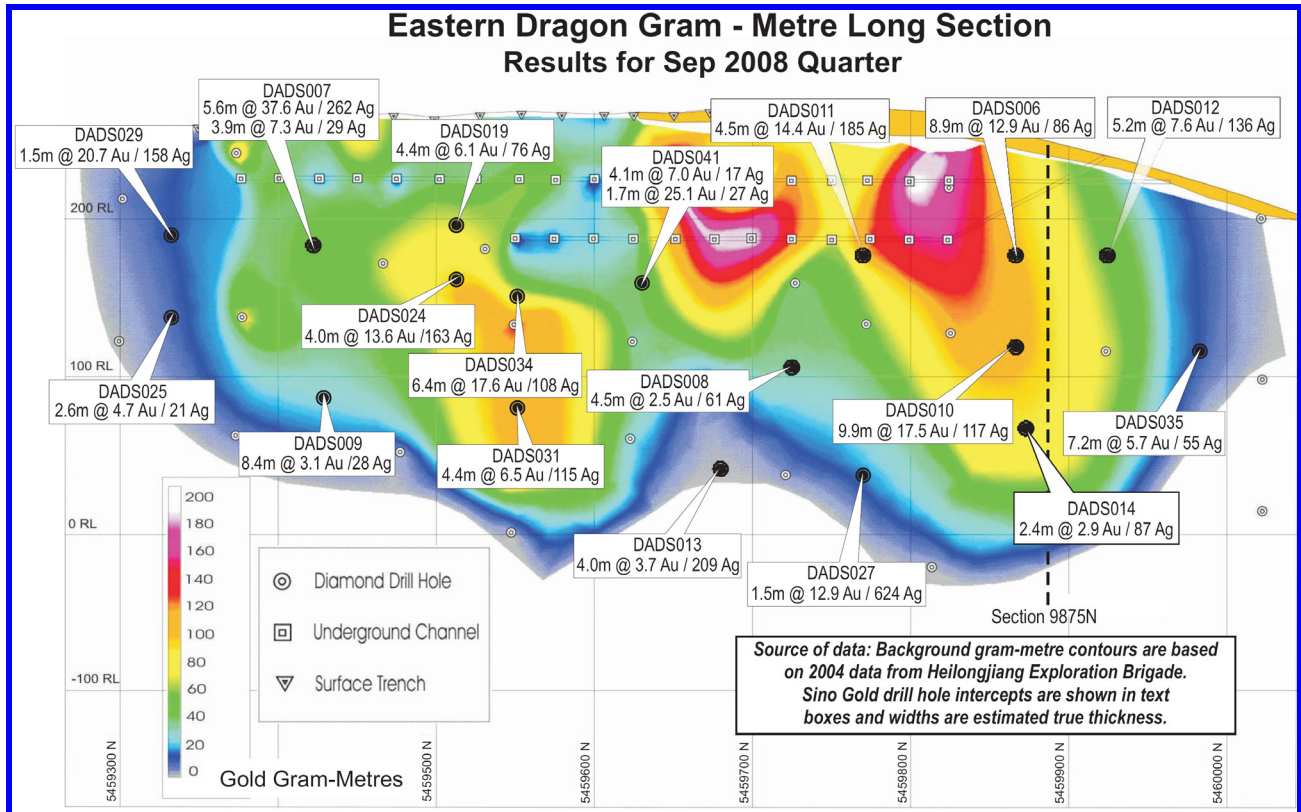 Eastern Dragon Gram - Metre Long Section
Results for Sep 2008 Quarter
DADS007
5.6m @ 37.6 Au / 262 Ag
3.9m @ 7.3 Au / 29 Ag
DADS029
1.5m @ 20.7 Au / 158 Ag
DADS019
4.4m @ 6.1 Au / 76 Ag
DADS041
4.1m @ 7.0 Au / 17 Ag
1.7m @ 25.1 Au / 27 Ag
DADS011
4.5m @ 14.4 Au / 185 Ag
DADS006
8.9m @ 12.9 Au / 86 Ag
DADS012
5.2m @ 7.6 Au / 136 Ag
200 RL
DADS024
4.0m @ 13.6 Au /163 Ag
DADS034
6.4m @ 17.6 Au /108 Ag
100 RL
DADS025
2.6m @ 4.7 Au / 21 Ag
DADS008
4.5m @ 2.5 Au / 61 Ag
DADS010
9.9m @ 17.5 Au / 117 Ag
DADS035
7.2m @ 5.7 Au / 55 Ag
DADS009
8.4m @ 3.1 Au /28 Ag
DADS031
4.4m @ 6.5 Au /115 Ag
DADS014
2.4m @ 2.9 Au / 87 Ag
0 RL
DADS013
4.0m @ 3.7 Au / 209 Ag
DADS027
1.5m @ 12.9 Au / 624 Ag
Section 9875N
200
180
160
140
120
100
80
60
40
20
0
Gold Gram-Metres
Diamond Drill Hole
Underground Channel
Surface Trench
-100 RL
Source of data: Background gram-metre contours are based
on 2004 data from Heilongjiang Exploration Brigade.
Sino Gold drill hole intercepts are shown in text
boxes and widths are estimated true thickness.
5459300 N
5459500 N
5459600 N
5459700 N
5459800 N
5459900 N
5460000 N